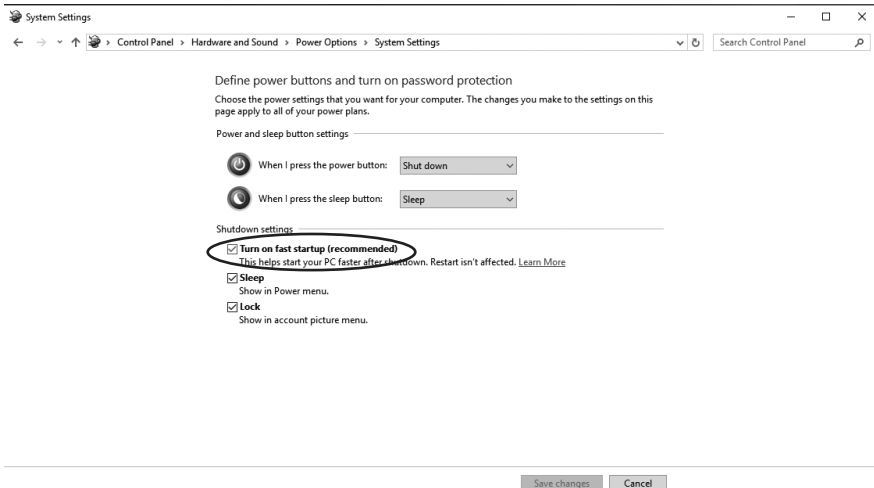 System Settings
Control Panel > Hardware and Sound > Power Options > System Settings
Search Control Panel
Define power buttons and turn on password protection
Choose the power settings that you want for your computer. The changes you make to the settings on this
page apply to all of your power plans.
Power and sleep button settings
When I press the power button: Shut down
When I press the sleep button: Sleep
Shutdown settings
Turn on fast startup (recommended)
This helps start your PC faster after shutdown. Restart isn't affected. Learn More
Sleep
Show in Power menu.
Lock
Show in account picture menu.
Save changes Cancel